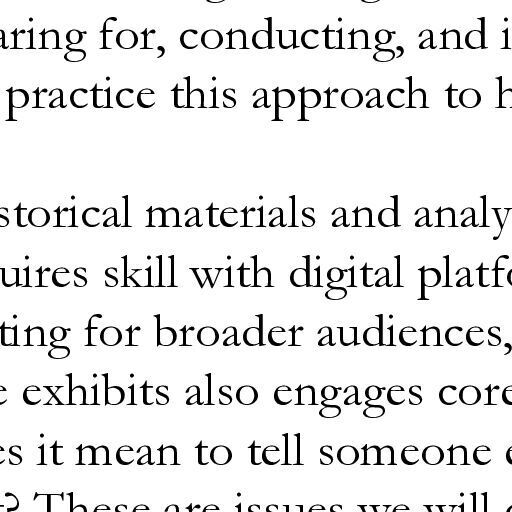 aring for, conducting, and i
practice this approach to h
storical materials and analy
uires skill with digital platfo
ting for broader audiences,
e exhibits also engages core
es it mean to tell someone e
t? These are issues we will